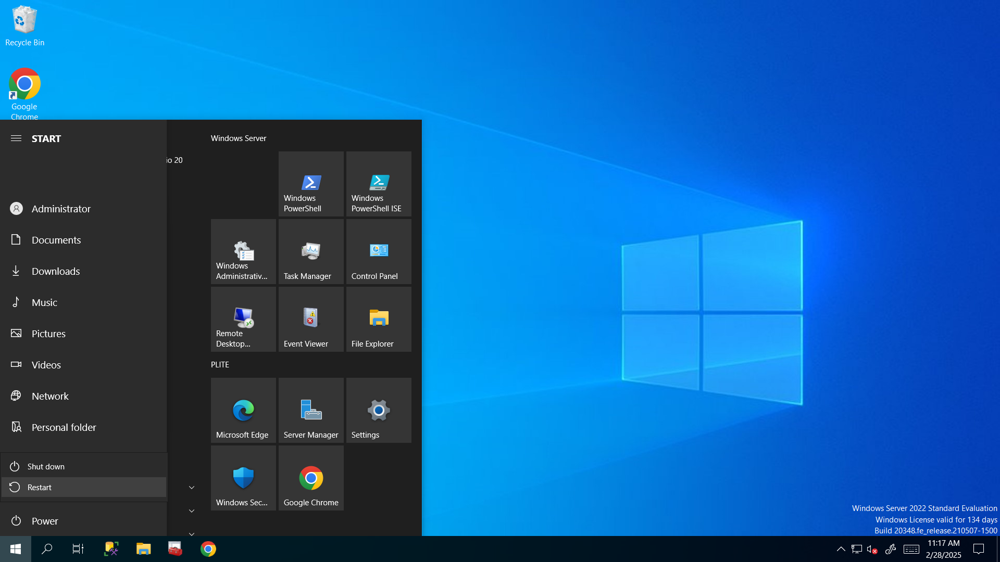 Recycle Bin
Google
Chrome
START
io 20
Administrator
Documents
Downloads
Music
Pictures
Videos
Network
Personal folder
Shut down
Restart
Power
Windows Server
Windows
PowerShell
Windows
PowerShell ISE
Windows
Administrativ...
Task Manager
Control Panel
Remote
Desktop...
Event Viewer
File Explorer
PLITE
Microsoft Edge
Server Manager
Settings
Windows Sec...
Google Chrome
Windows Server 2022 Standard Evaluation
Windows License valid for 134 days
Build 20348.fe_release.210507-1500
11:17 AM
2/28/2025